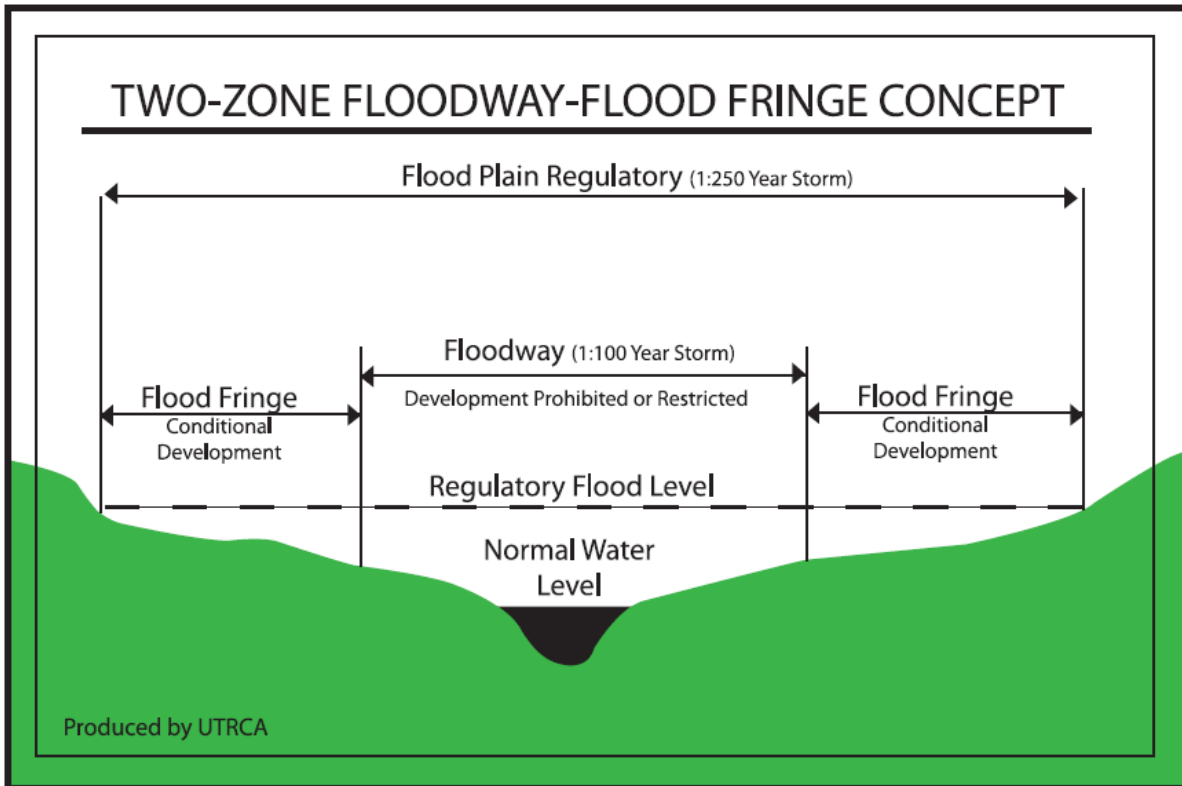 TWO-ZONE FLOODWAY-FLOOD FRINGE CONCEPT
Flood Plain Regulatory (1:250 Year Storm)
Floodway (1:100 Year Storm)
Development Prohibited or Restricted
Flood Fringe
Conditional
Development
Flood Fringe
Conditional
Development
Regulatory Flood Level
Normal Water
Level
Produced by UTRCA